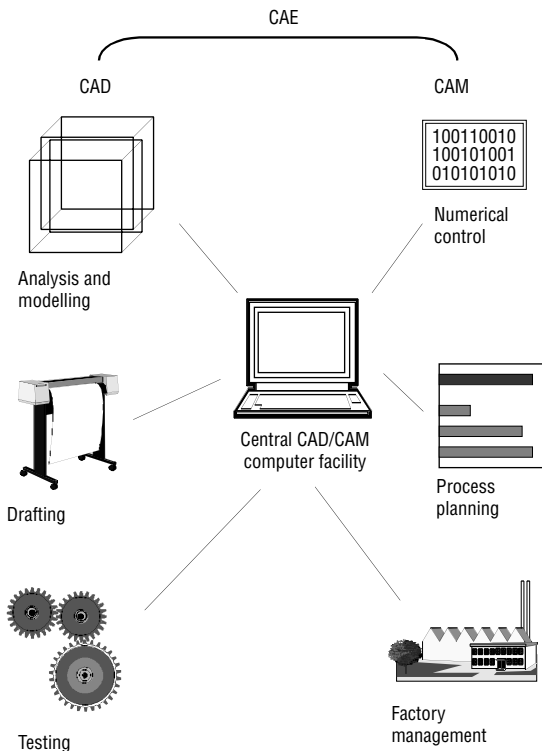 CAE
CAD
CAM
100110010
100101001
010101010
Numerical
control
Analysis and
modelling
Central CAD/CAM
computer facility
Process
planning
Drafting
Testing
Factory
management